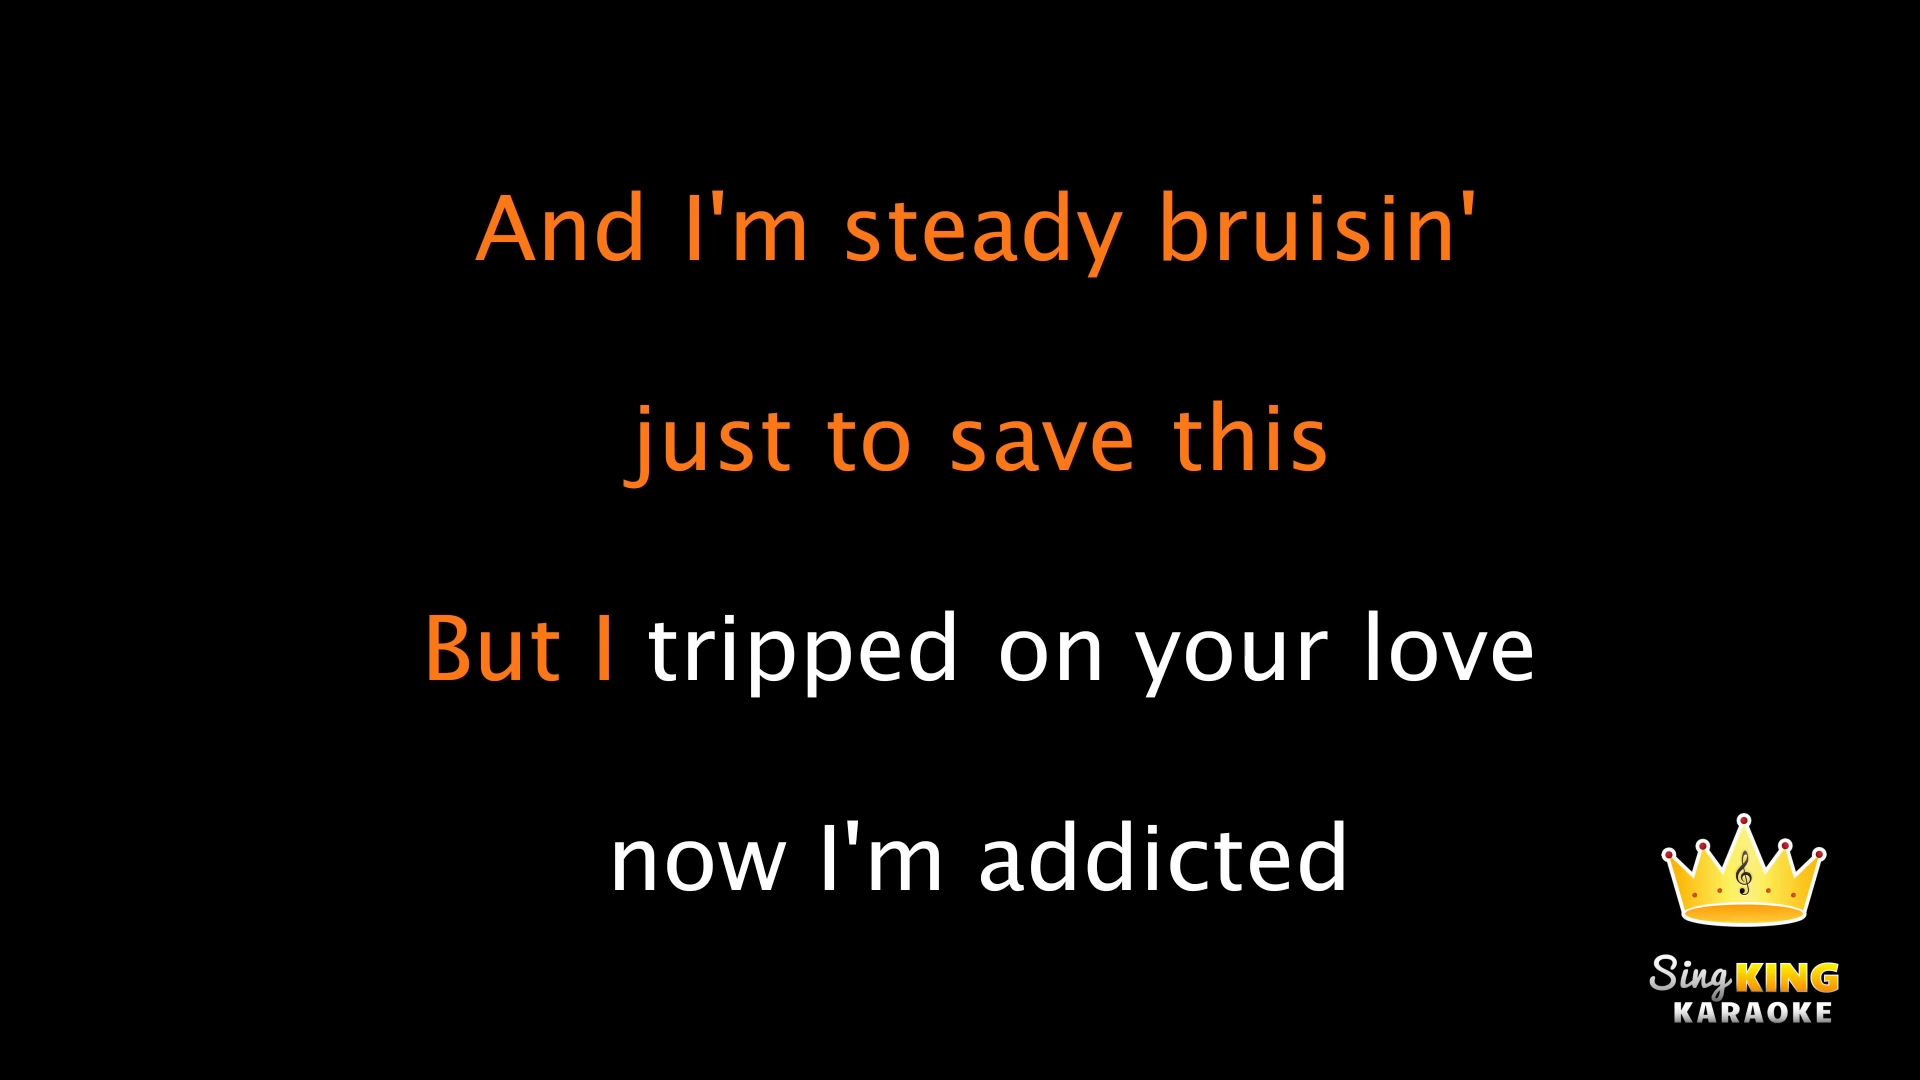 And I'm steady bruisin'
just to save this
But I tripped on your love
now I'm addicted
Sing KING
KARAOKE